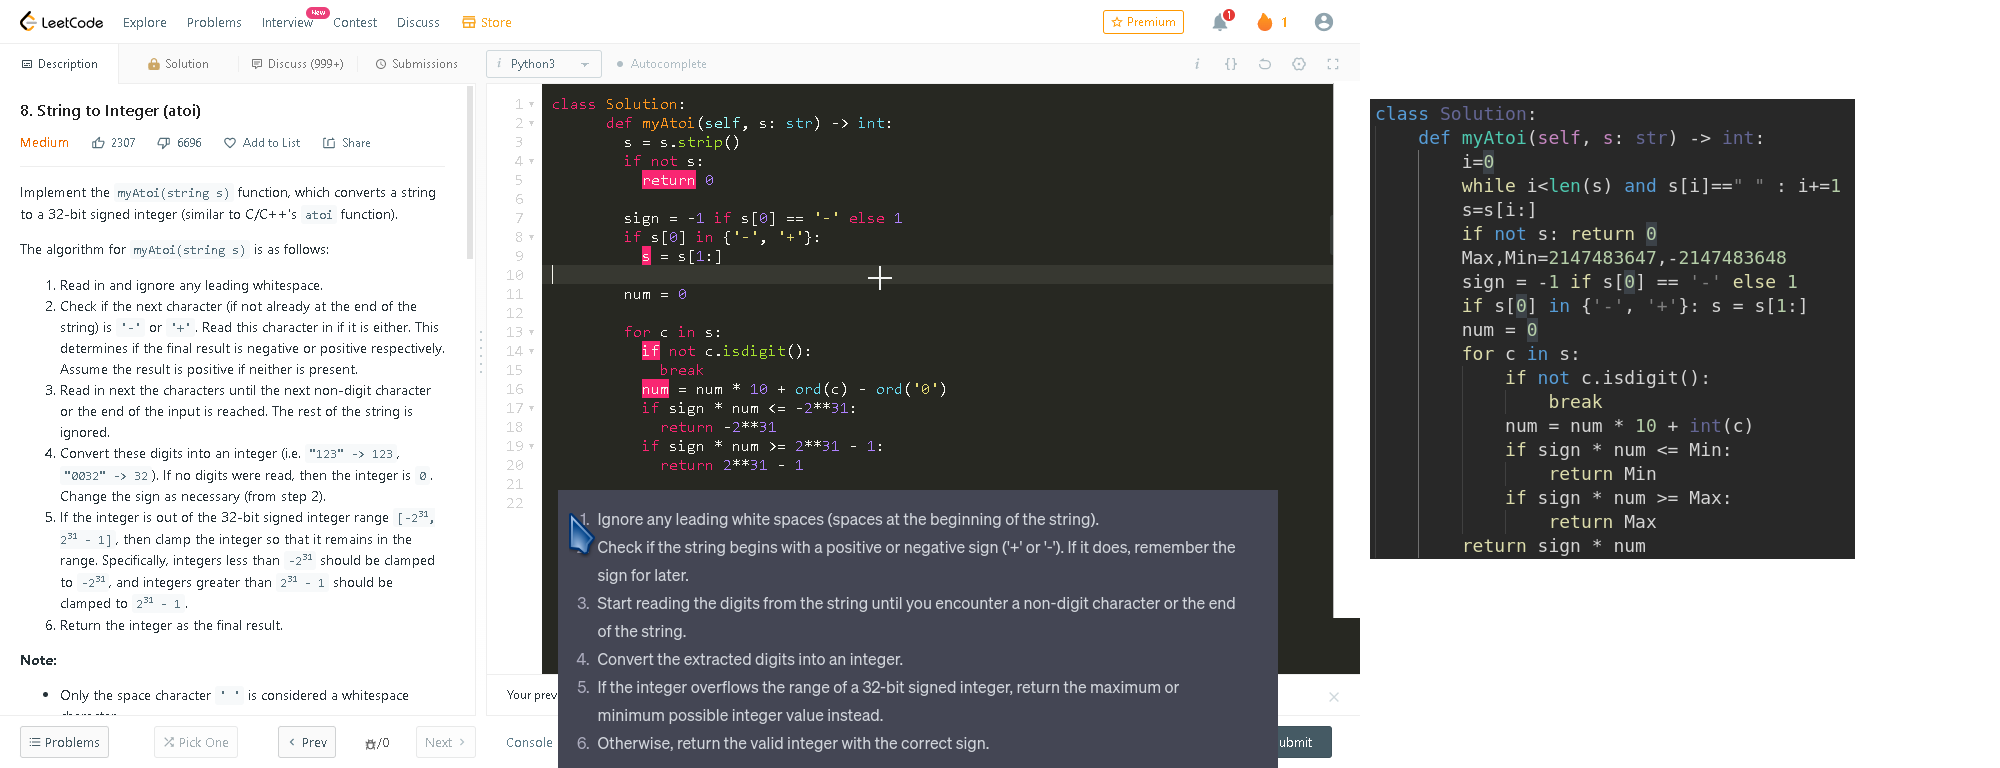 LeetCode Explore Problems Interview New Contest Discuss Store Premium 1 1
Description Solution Discuss (999+) Submissions
i Python3 Autocomplete i {}
8. String to Integer (atoi)
Medium 2307 6696 Add to List Share
Implement the myAtoi(string s) function, which converts a string
to a 32-bit signed integer (similar to C/C++'s atoi function).
The algorithm for myAtoi(string s) is as follows:
1. Read in and ignore any leading whitespace.
2. Check if the next character (if not already at the end of the
string) is '-' or '+'. Read this character in if it is either. This
determines if the final result is negative or positive respectively.
Assume the result is positive if neither is present.
3. Read in next the characters until the next non-digit character
or the end of the input is reached. The rest of the string is
ignored.
4. Convert these digits into an integer (i.e. "123" -> 123,
"0032" -> 32). If no digits were read, then the integer is 0.
Change the sign as necessary (from step 2).
5. If the integer is out of the 32-bit signed integer range [-2³¹,
2³¹ - 1], then clamp the integer so that it remains in the
range. Specifically, integers less than -2³¹ should be clamped
to -2³¹, and integers greater than 2³¹ - 1 should be
clamped to 2³¹ - 1.
6. Return the integer as the final result.
Note:
• Only the space character ' ' is considered a whitespace
Problems Pick One Prev /0 Next
1 class Solution:
2 def myAtoi(self, s: str) -> int:
3 s = s.strip()
4 if not s:
5 return 0
6
7 sign = -1 if s[0] == '-' else 1
8 if s[0] in {'-', '+'}:
9 s = s[1:]
10
11 num = 0
12
13 for c in s:
14 if not c.isdigit():
15 break
16 num = num * 10 + ord(c) - ord('0')
17 if sign * num <= -2**31:
18 return -2**31
19 if sign * num >= 2**31 - 1:
20 return 2**31 - 1
21
22
Your prev
Console
ubmit
1. Ignore any leading white spaces (spaces at the beginning of the string).
Check if the string begins with a positive or negative sign ('+' or '-'). If it does, remember the
sign for later.
3. Start reading the digits from the string until you encounter a non-digit character or the end
of the string.
4. Convert the extracted digits into an integer.
5. If the integer overflows the range of a 32-bit signed integer, return the maximum or
minimum possible integer value instead.
6. Otherwise, return the valid integer with the correct sign.
class Solution:
def myAtoi(self, s: str) -> int:
i=0
while i<len(s) and s[i]==" " : i+=1
s=s[i:]
if not s: return 0
Max,Min=2147483647,-2147483648
sign = -1 if s[0] == '-' else 1
if s[0] in {'-', '+'}: s = s[1:]
num = 0
for c in s:
if not c.isdigit():
break
num = num * 10 + int(c)
if sign * num <= Min:
return Min
if sign * num >= Max:
return Max
return sign * num